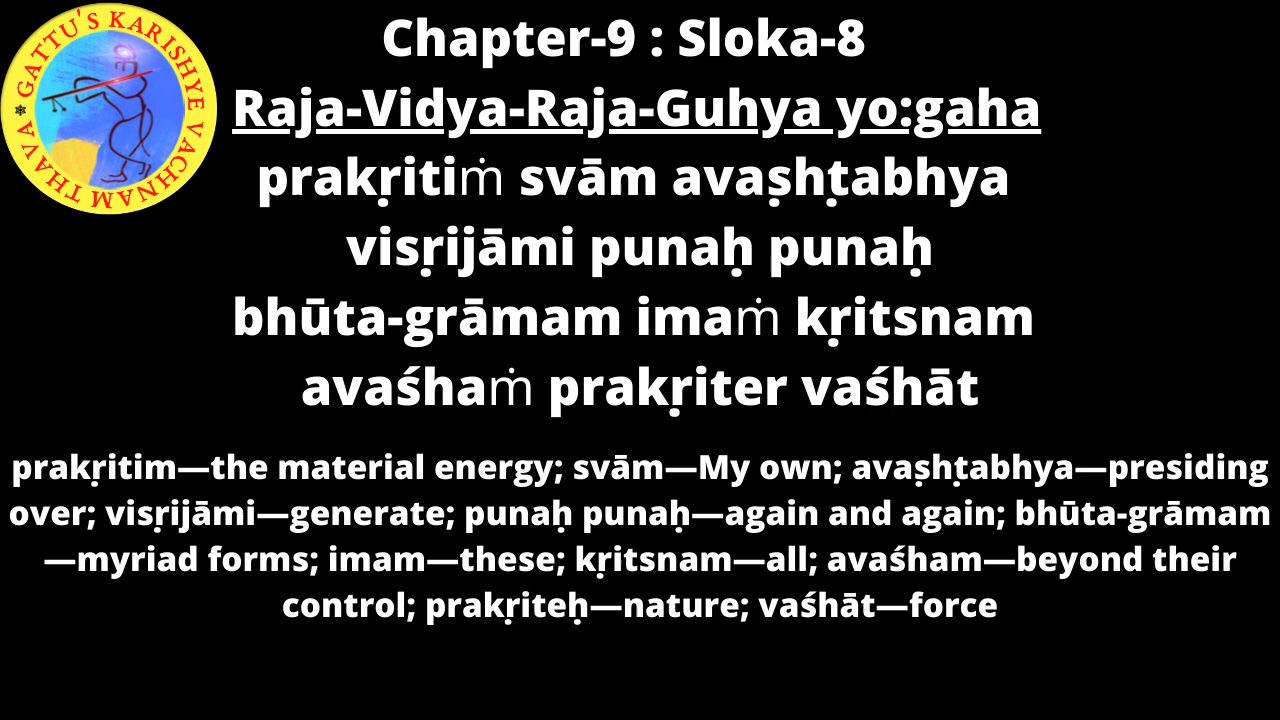 GATTU'S KARISHYE VACHNAM THAVA
Chapter-9 : Sloka-8
Raja-Vidya-Raja-Guhya yo:gaha
prakṛitiṁ svām avaṣhṭabhya
visṛijāmi punaḥ punaḥ
bhūta-grāmam imaṁ kṛitsnam
avaśhaṁ prakṛiter vaśhāt
prakṛitim—the material energy; svām—My own; avaṣhṭabhya—presiding
over; visṛijāmi—generate; punaḥ punaḥ—again and again; bhūta-grāmam
—myriad forms; imam—these; kṛitsnam—all; avaśham—beyond their
control; prakṛiteḥ—nature; vaśhāt—force